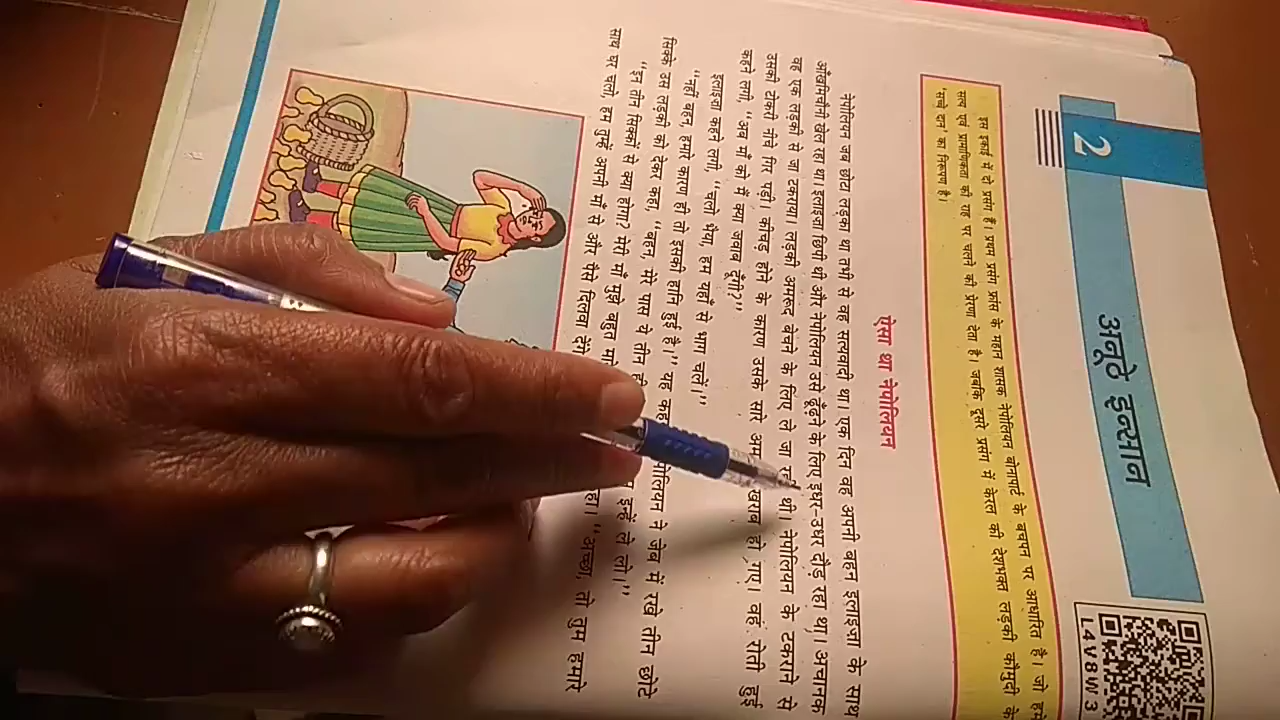 2
अनूठे इन्सान
L4V8W3
इस इकाई में दो प्रसंग हैं। प्रथम प्रसंग फ्रांस के महान शासक नेपोलियन बोनापार्ट के बचपन पर आधारित है। जो हमें
सत्य एवं प्रामाणिकता की राह पर चलने की प्रेरणा देता है। जबकि दूसरे प्रसंग में केरल की देशभक्त लड़की कौमुदी के
'सच्चे दान' का निरूपण है।
ऐसा था नेपोलियन
नेपोलियन जब छोटा लड़का था तभी से वह सत्यवादी था। एक दिन वह अपनी बहन इलाइजा के साथ
आँखमिचौनी खेल रहा था। इलाइजा छिपी थी और नेपोलियन उसे ढूँढ़ने के लिए इधर-उधर दौड़ रहा था। अचानक
वह एक लड़की से जा टकराया। लड़की अमरूद बेचने के लिए ले जा रही थी। नेपोलियन के टकराने से
उसकी टोकरी नीचे गिर पड़ी। कीचड़ होने के कारण उसके सारे खराब हो गए। वह रोती हुई
कहने लगी, "अब माँ को मैं क्या जवाब दूँगी?"
इलाइजा कहने लगी, "चलो भैया, हम यहाँ से भाग चलें।"
"नहीं बहन, हमारे कारण ही तो इसकी हानि हुई है।" यह ने जेब में रखे तीन छोटे
सिक्के उस लड़की को देकर कहा, "बहन, मेरे पास ये तीन इन्हें ले लो।"
"इन तीन सिक्कों से क्या होगा? मेरी माँ मुझे बहुत "अच्छा, तो तुम हमारे
साथ घर चलो, हम तुम्हें अपनी माँ से और पैसे दिलवा देंगे